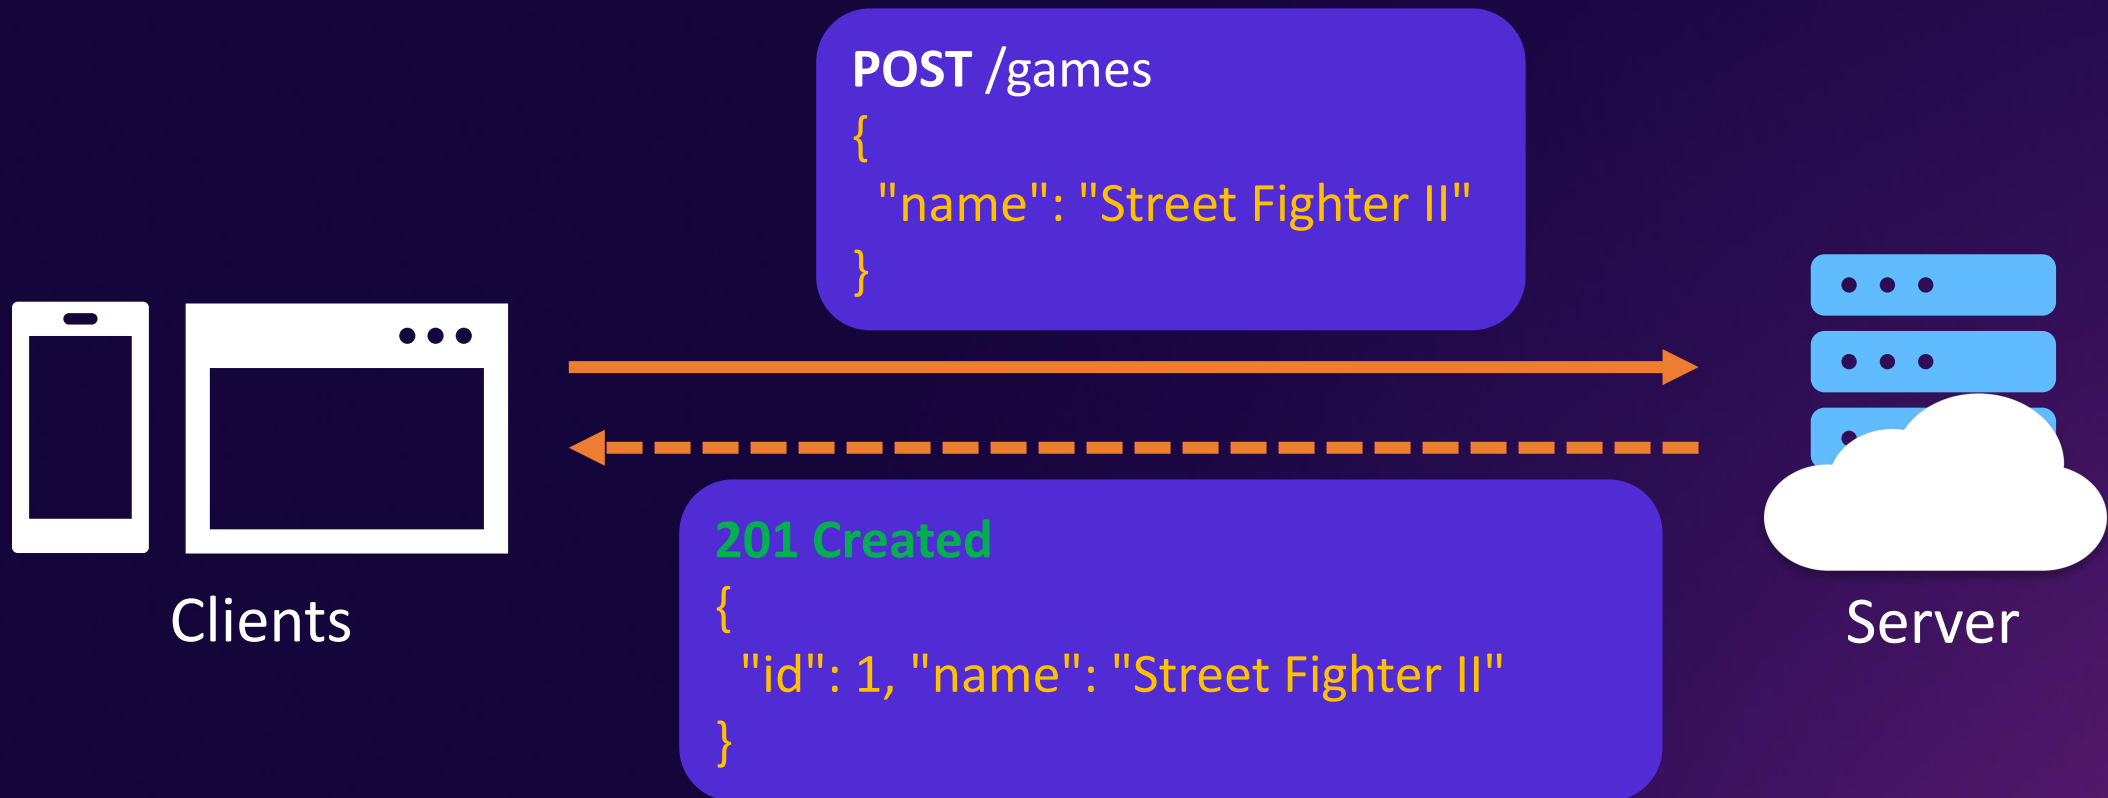 POST /games
{
"name": "Street Fighter II"
}
Clients
Server
201 Created
{
"id": 1, "name": "Street Fighter II"
}